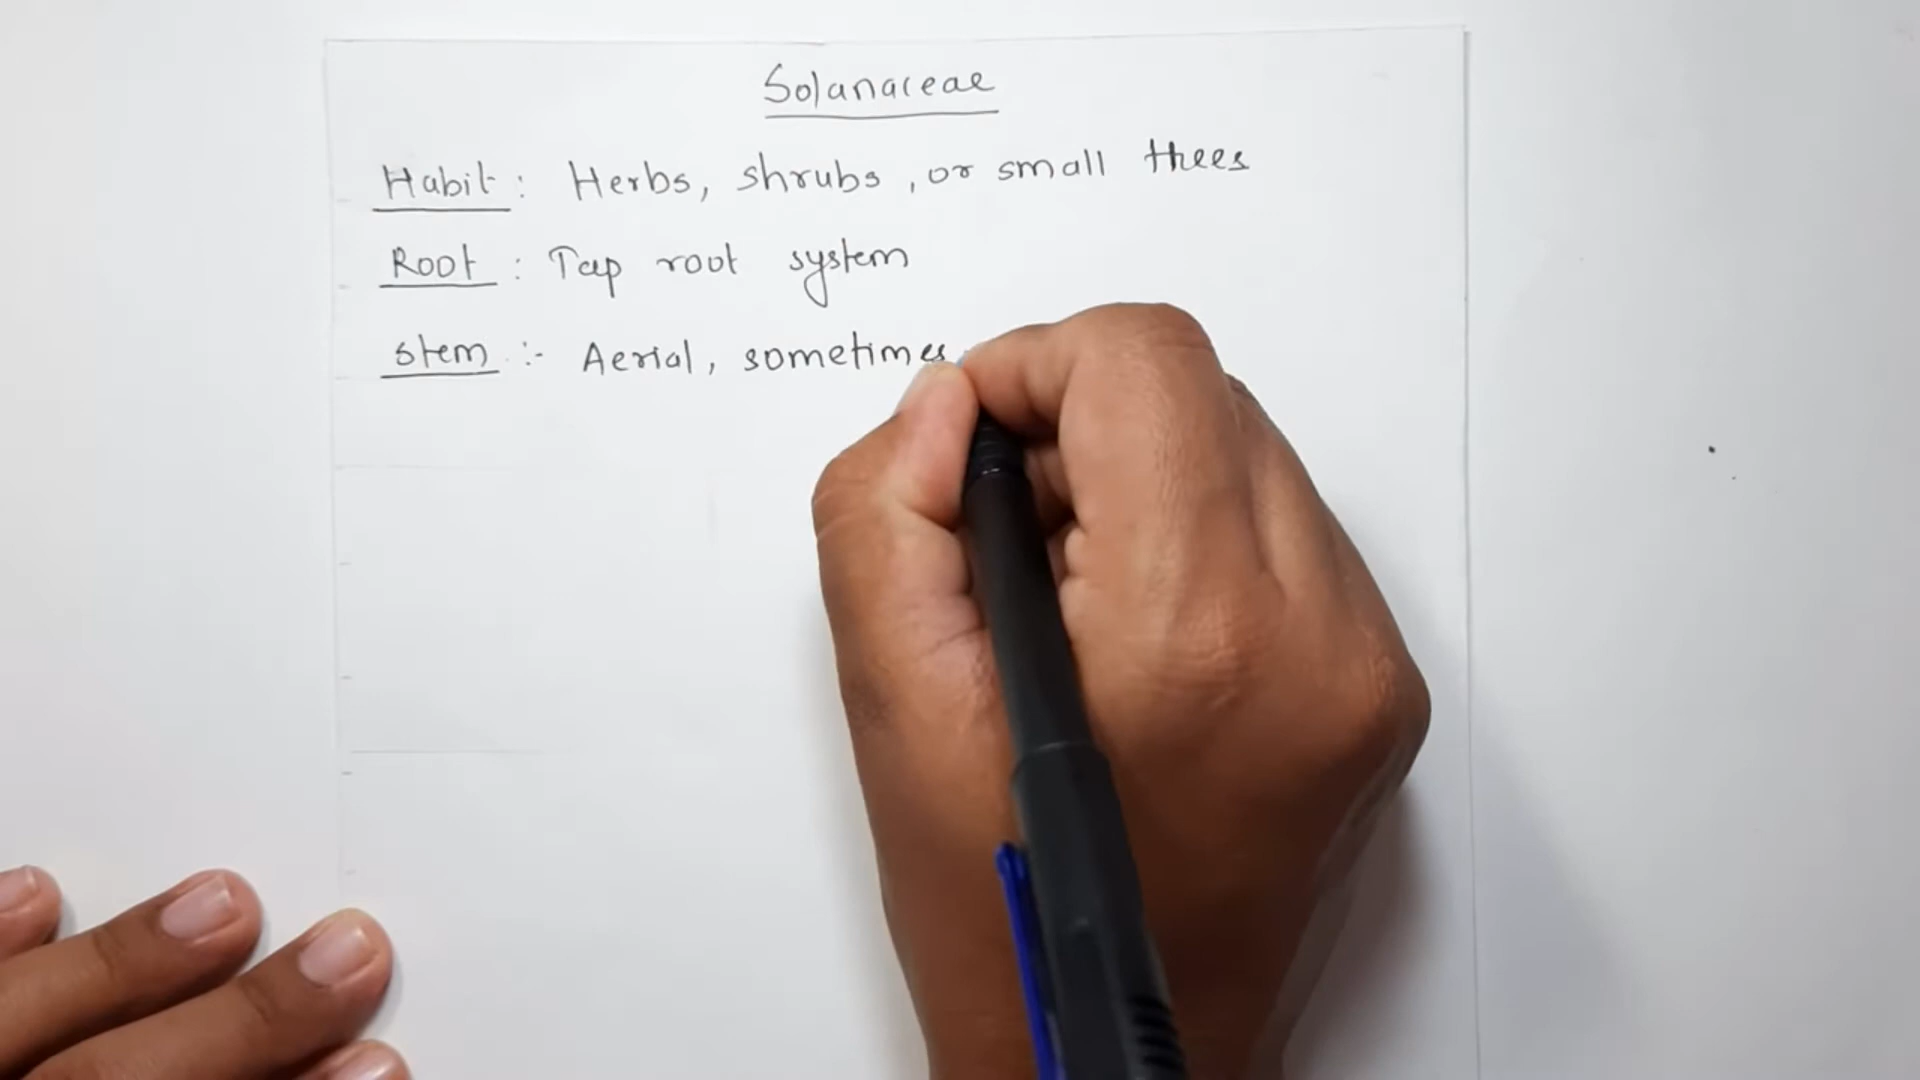 Solanaceae
Habit : Herbs, shrubs , or small trees
Root : Tap root system
Stem :- Aerial, sometimes